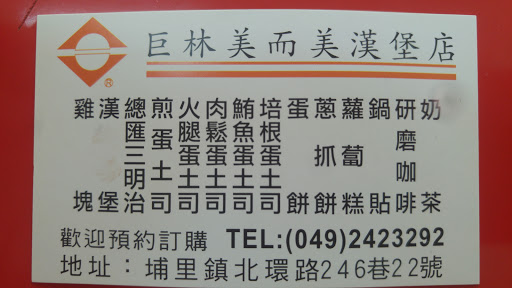 巨林美而美漢堡店
®
奶茶
研磨咖啡
鍋貼
蘿蔔糕
蔥抓餅
蛋餅
培根蛋土司
鮪魚蛋土司
肉鬆蛋土司
火腿蛋土司
煎蛋土司
總匯三明治
漢堡
雞塊
歡迎預約訂購 TEL:(049)2423292
地址:埔里鎮北環路246巷22號